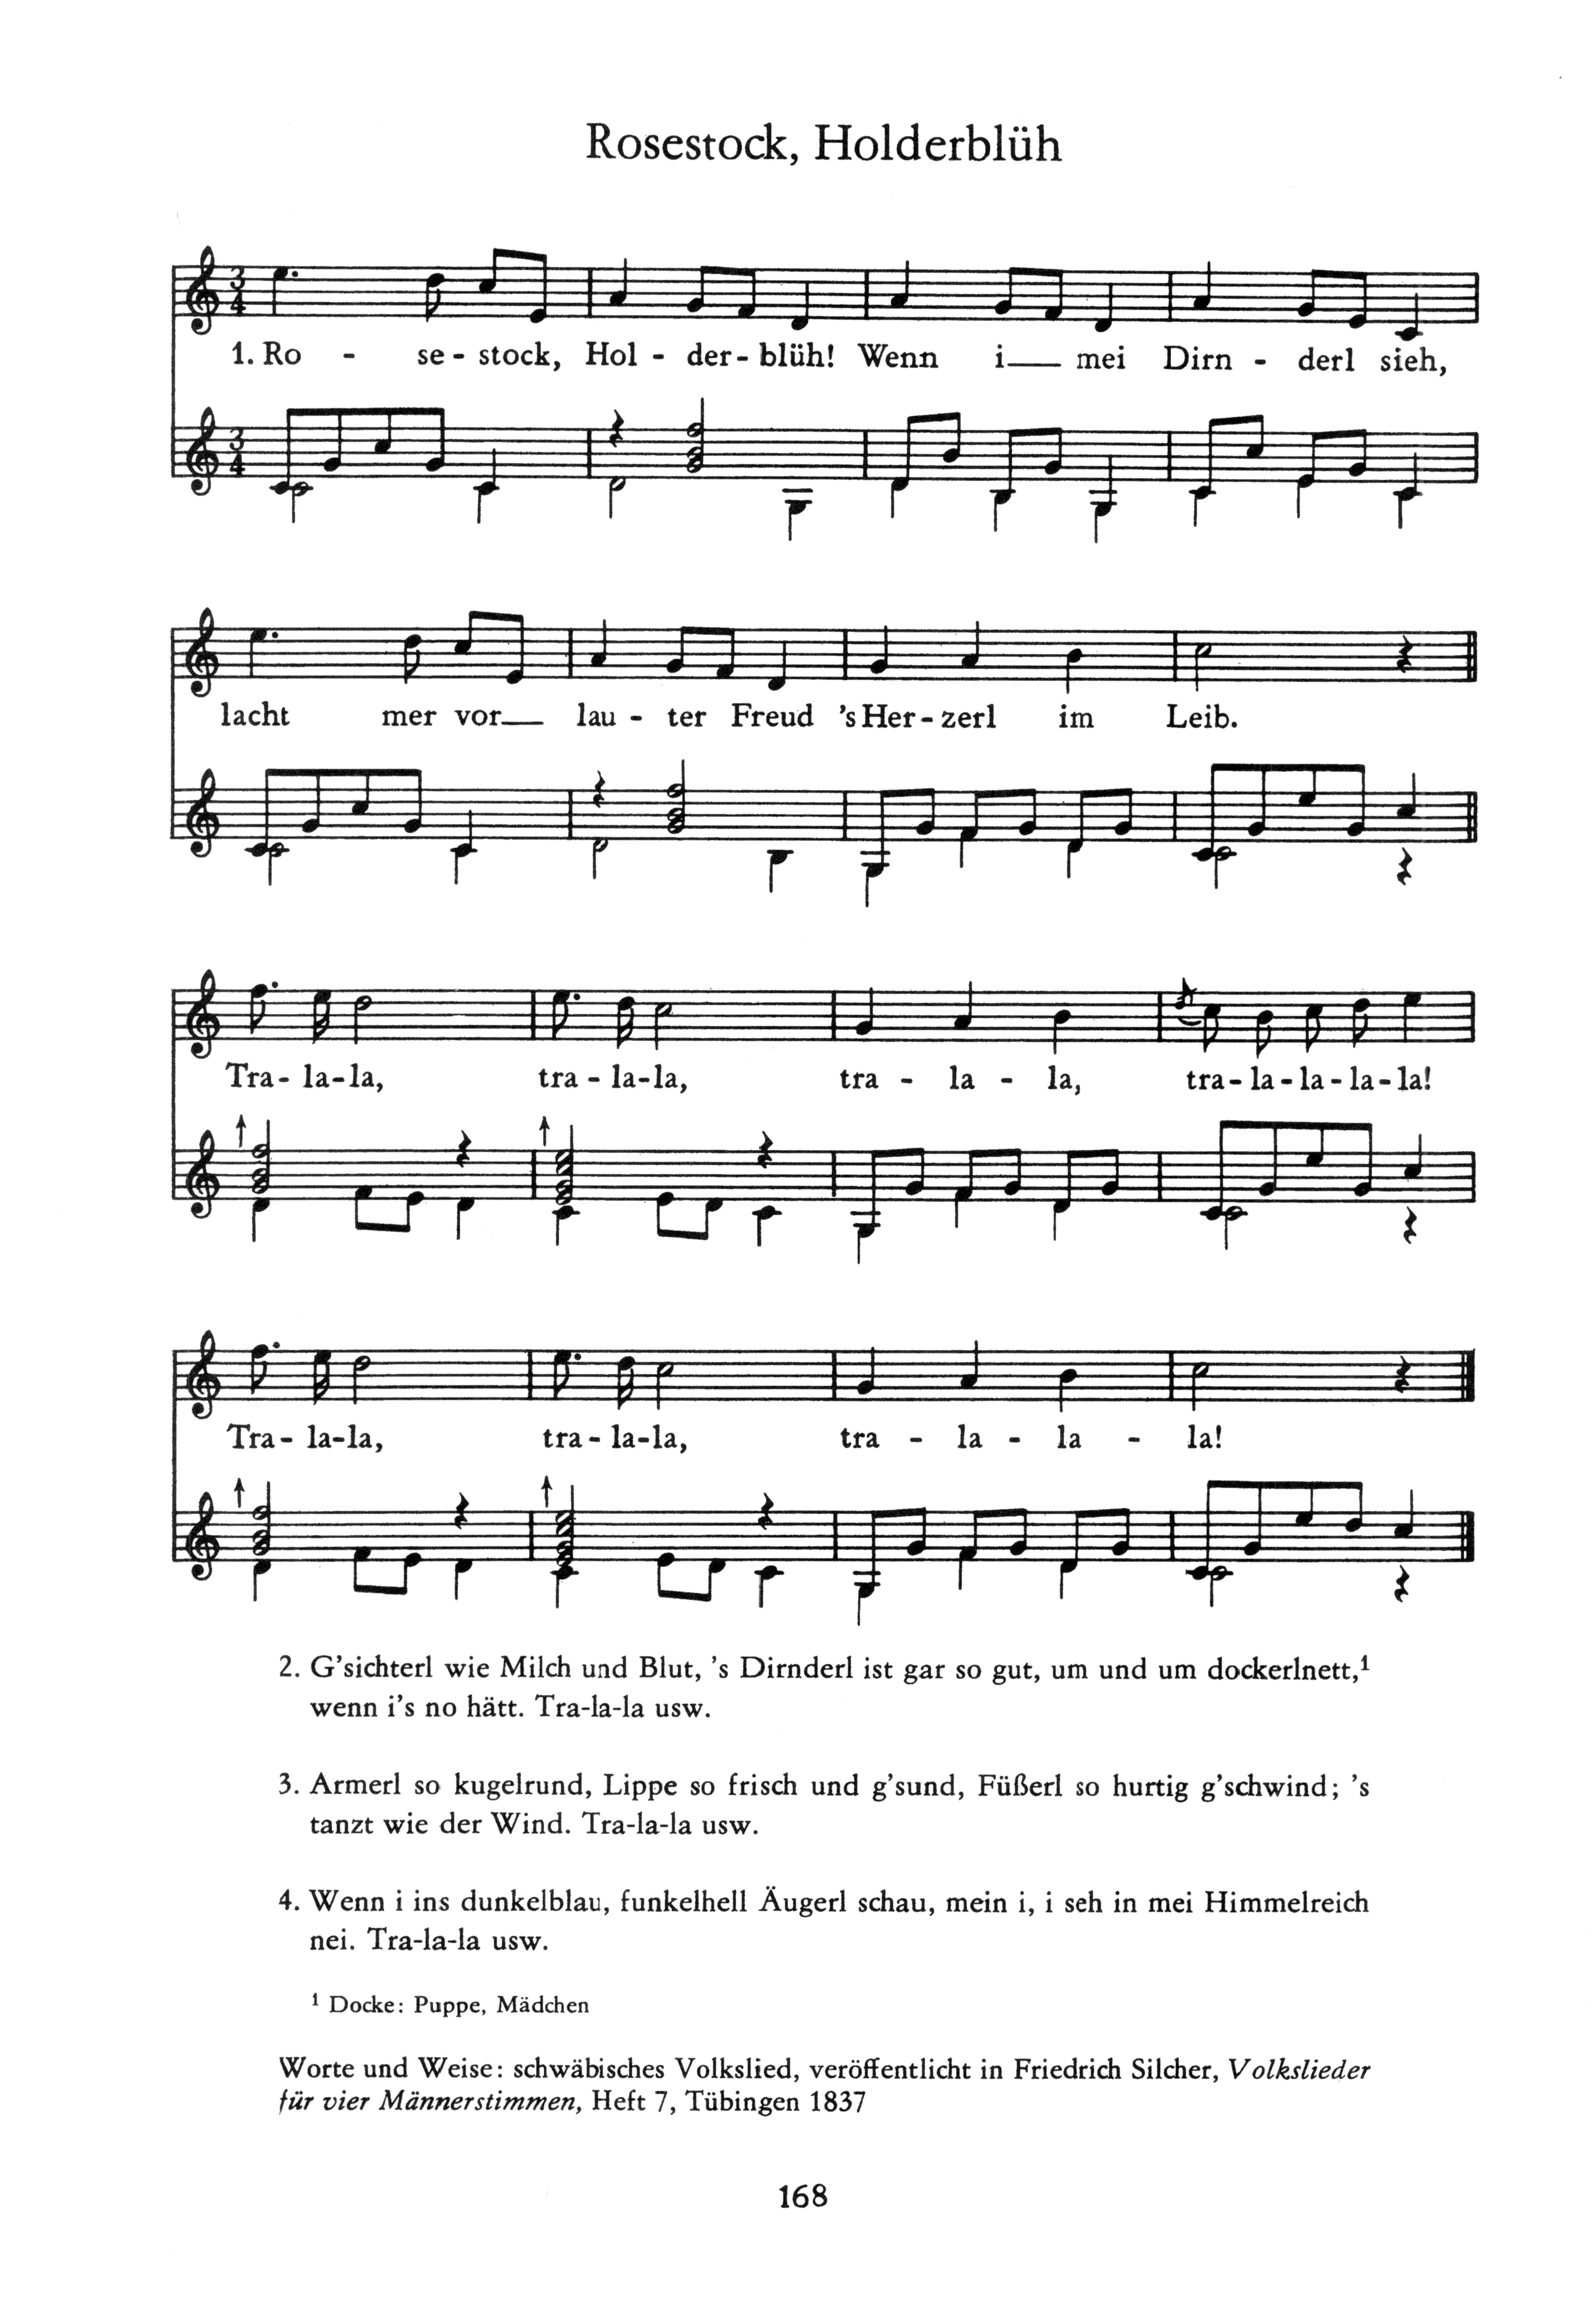 Rosestock, Holderblüh
3
4
1. Ro - se - stock, Hol - der - blüh! Wenn i mei Dirn - derl sieh,
3
4
lacht mer vor lau - ter Freud 's Her - zerl im Leib.
Tra - la - la, tra - la - la, tra - la - la, tra - la - la - la - la!
Tra - la - la, tra - la - la, tra - la - la - la!
2. G'sichterl wie Milch und Blut, 's Dirnderl ist gar so gut, um und um dockerlnett,¹
wenn i's no hätt. Tra-la-la usw.
3. Armerl so kugelrund, Lippe so frisch und g'sund, Füßerl so hurtig g'schwind; 's
tanzt wie der Wind. Tra-la-la usw.
4. Wenn i ins dunkelblau, funkelhell Äugerl schau, mein i, i seh in mei Himmelreich
nei. Tra-la-la usw.
¹ Docke: Puppe, Mädchen
Worte und Weise: schwäbisches Volkslied, veröffentlicht in Friedrich Silcher, Volkslieder
für vier Männerstimmen, Heft 7, Tübingen 1837
168